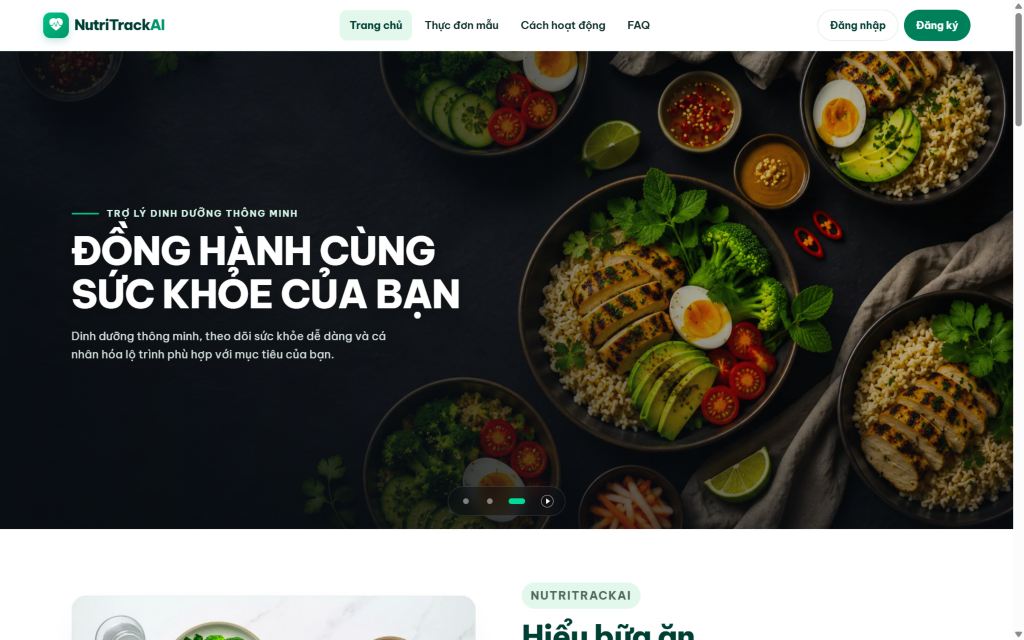 NutriTrackAI
Trang chủ
Thực đơn mẫu
Cách hoạt động
FAQ
Đăng nhập
Đăng ký
TRỢ LÝ DINH DƯỠNG THÔNG MINH
ĐỒNG HÀNH CÙNG
SỨC KHỎE CỦA BẠN
Dinh dưỡng thông minh, theo dõi sức khỏe dễ dàng và cá
nhân hóa lộ trình phù hợp với mục tiêu của bạn.
NUTRITRACKAI
Hiểu bữa ăn